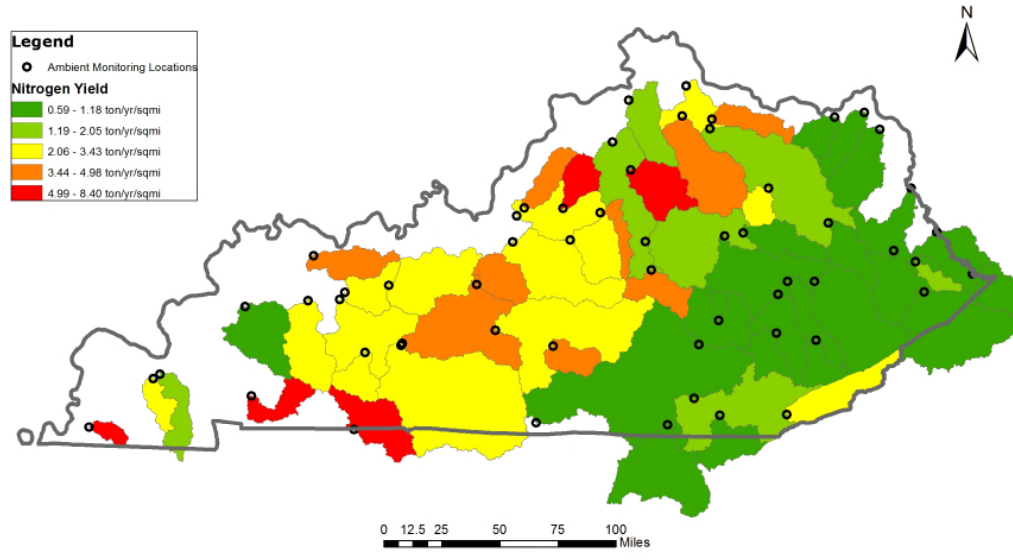 N
Legend
Ambient Monitoring Locations
Nitrogen Yield
0.59 - 1.18 ton/yr/sqmi
1.19 - 2.05 ton/yr/sqmi
2.06 - 3.43 ton/yr/sqmi
3.44 - 4.98 ton/yr/sqmi
4.99 - 8.40 ton/yr/sqmi
0 12.5 25 50 75 100
Miles